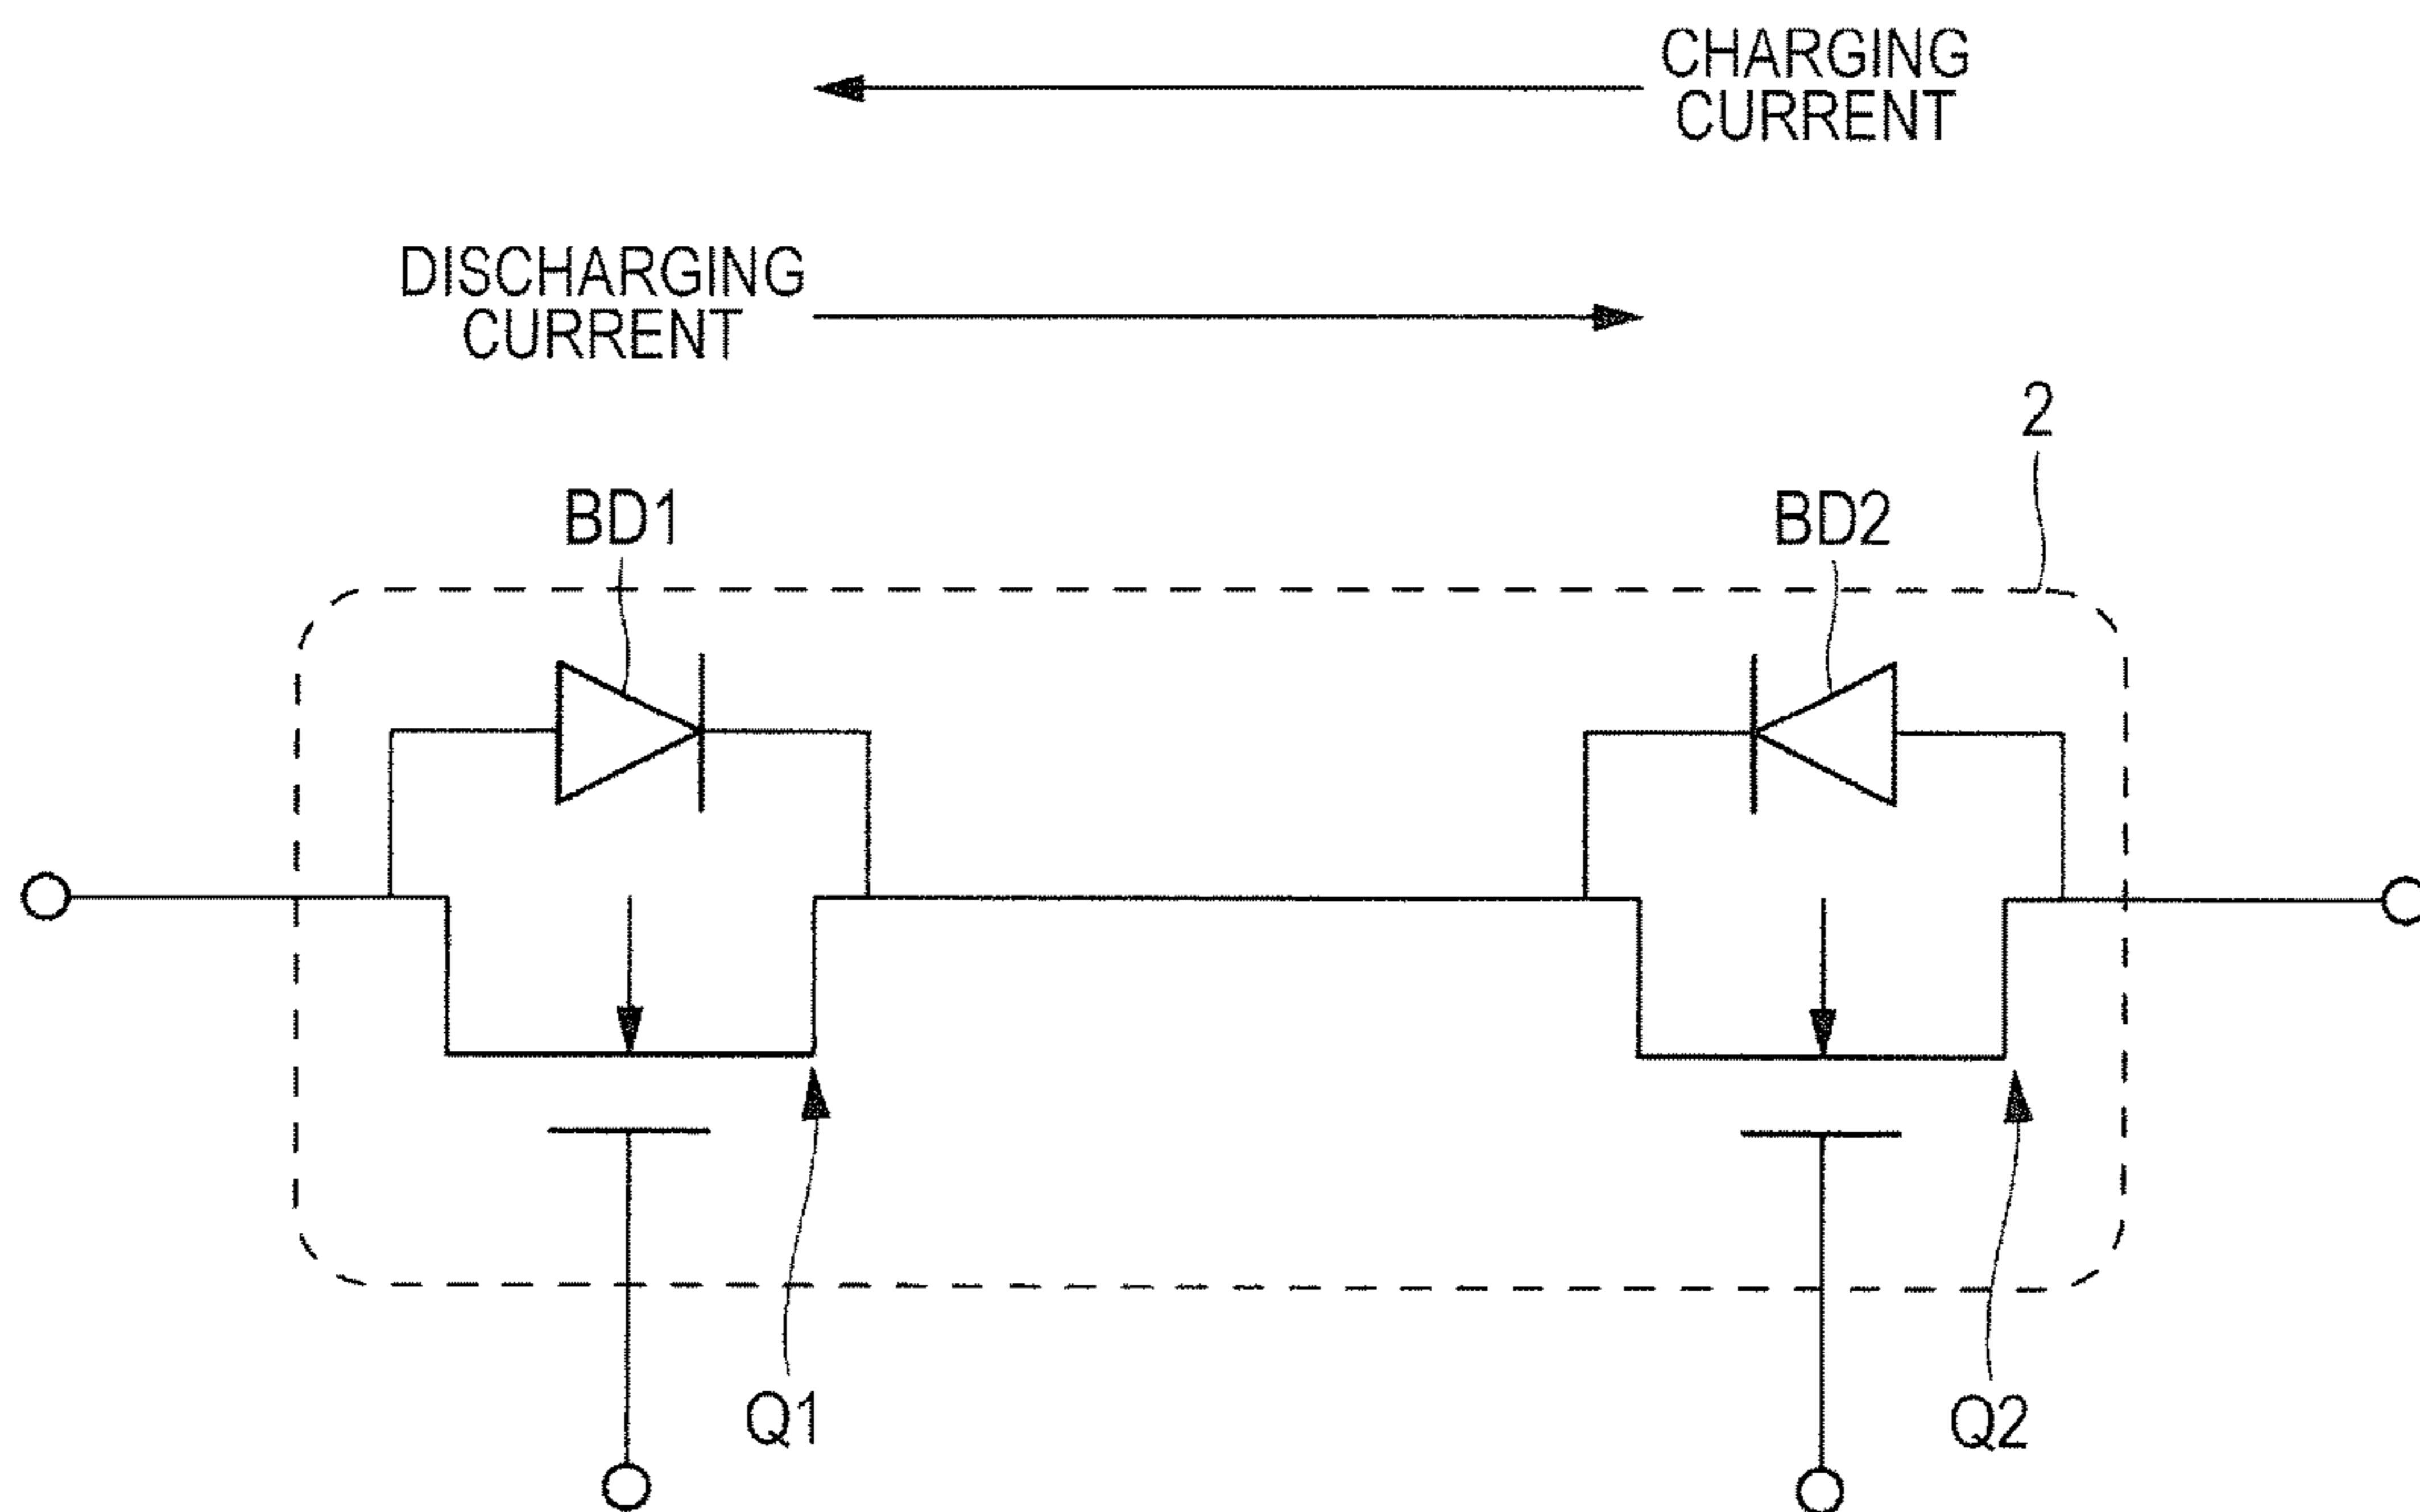 CHARGING
CURRENT
DISCHARGING
CURRENT
2
BD1
BD2
Q1
Q2